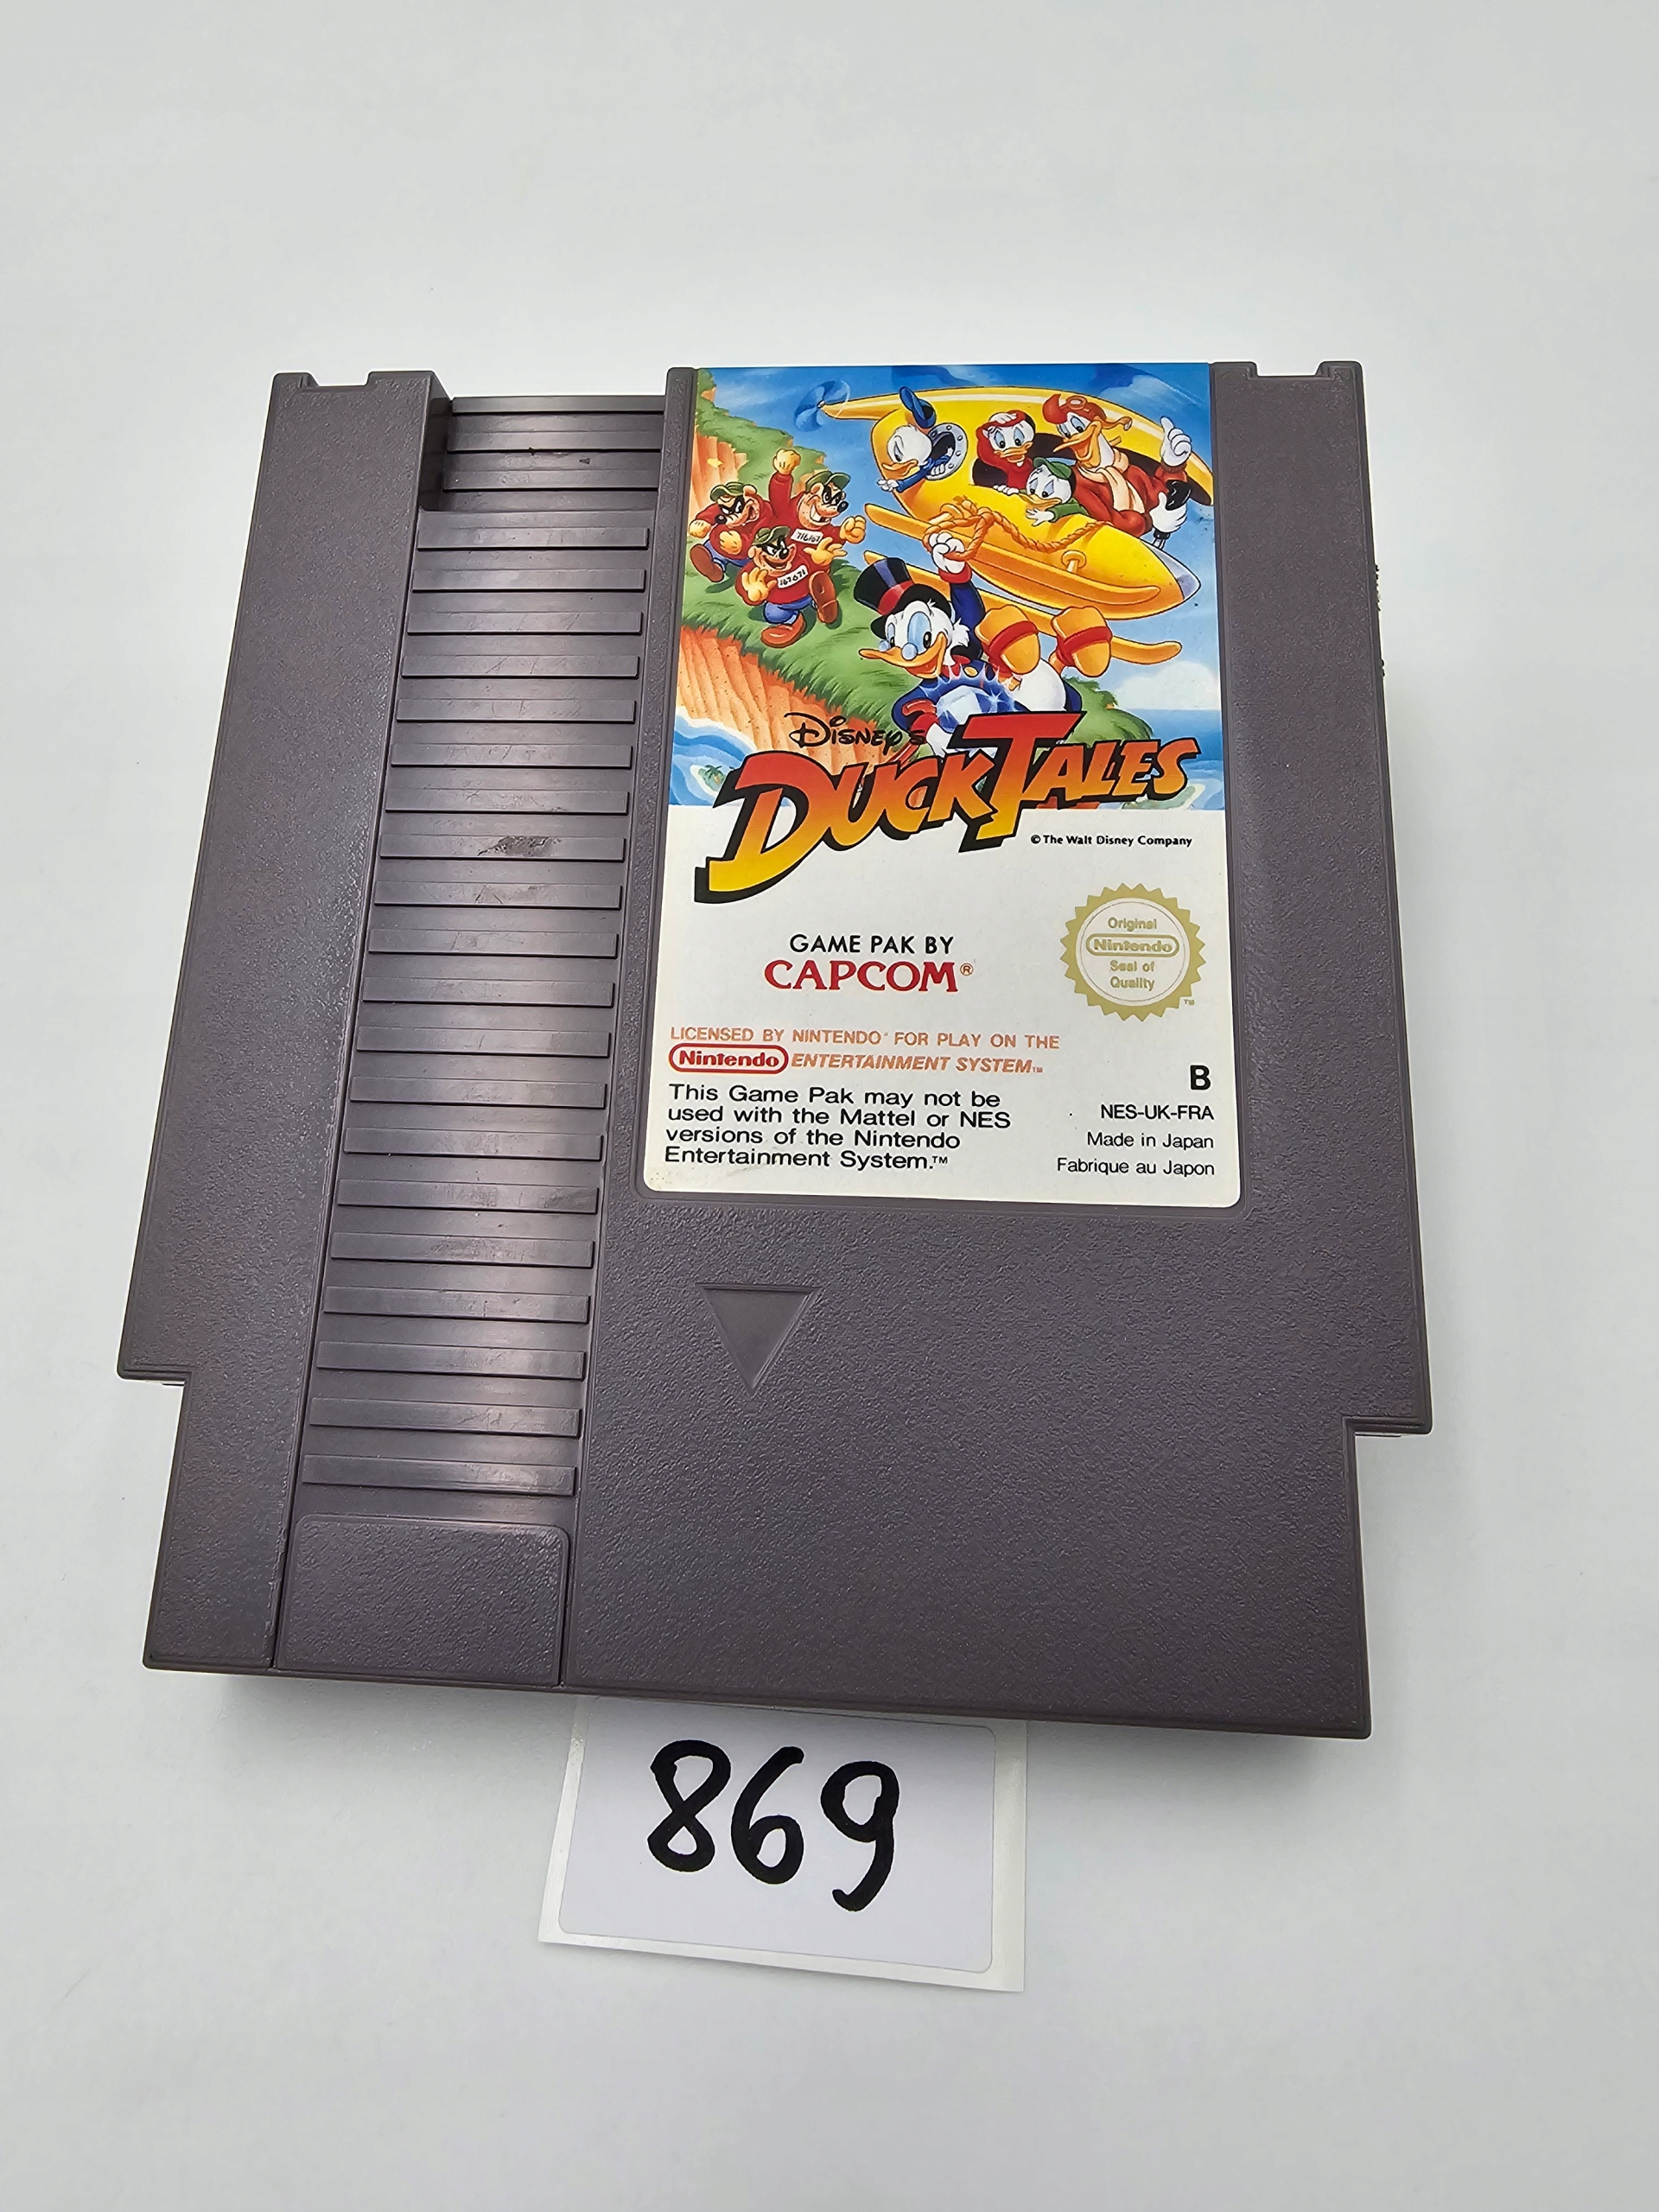 716167
167671
Disney's
DUCKTALES
© The Walt Disney Company
GAME PAK BY
CAPCOM®
Original
Nintendo
Seal of
Quality
TM
LICENSED BY NINTENDO® FOR PLAY ON THE
Nintendo ENTERTAINMENT SYSTEM™
This Game Pak may not be
used with the Mattel or NES
versions of the Nintendo
Entertainment System.™
B
NES-UK-FRA
Made in Japan
Fabrique au Japon
869